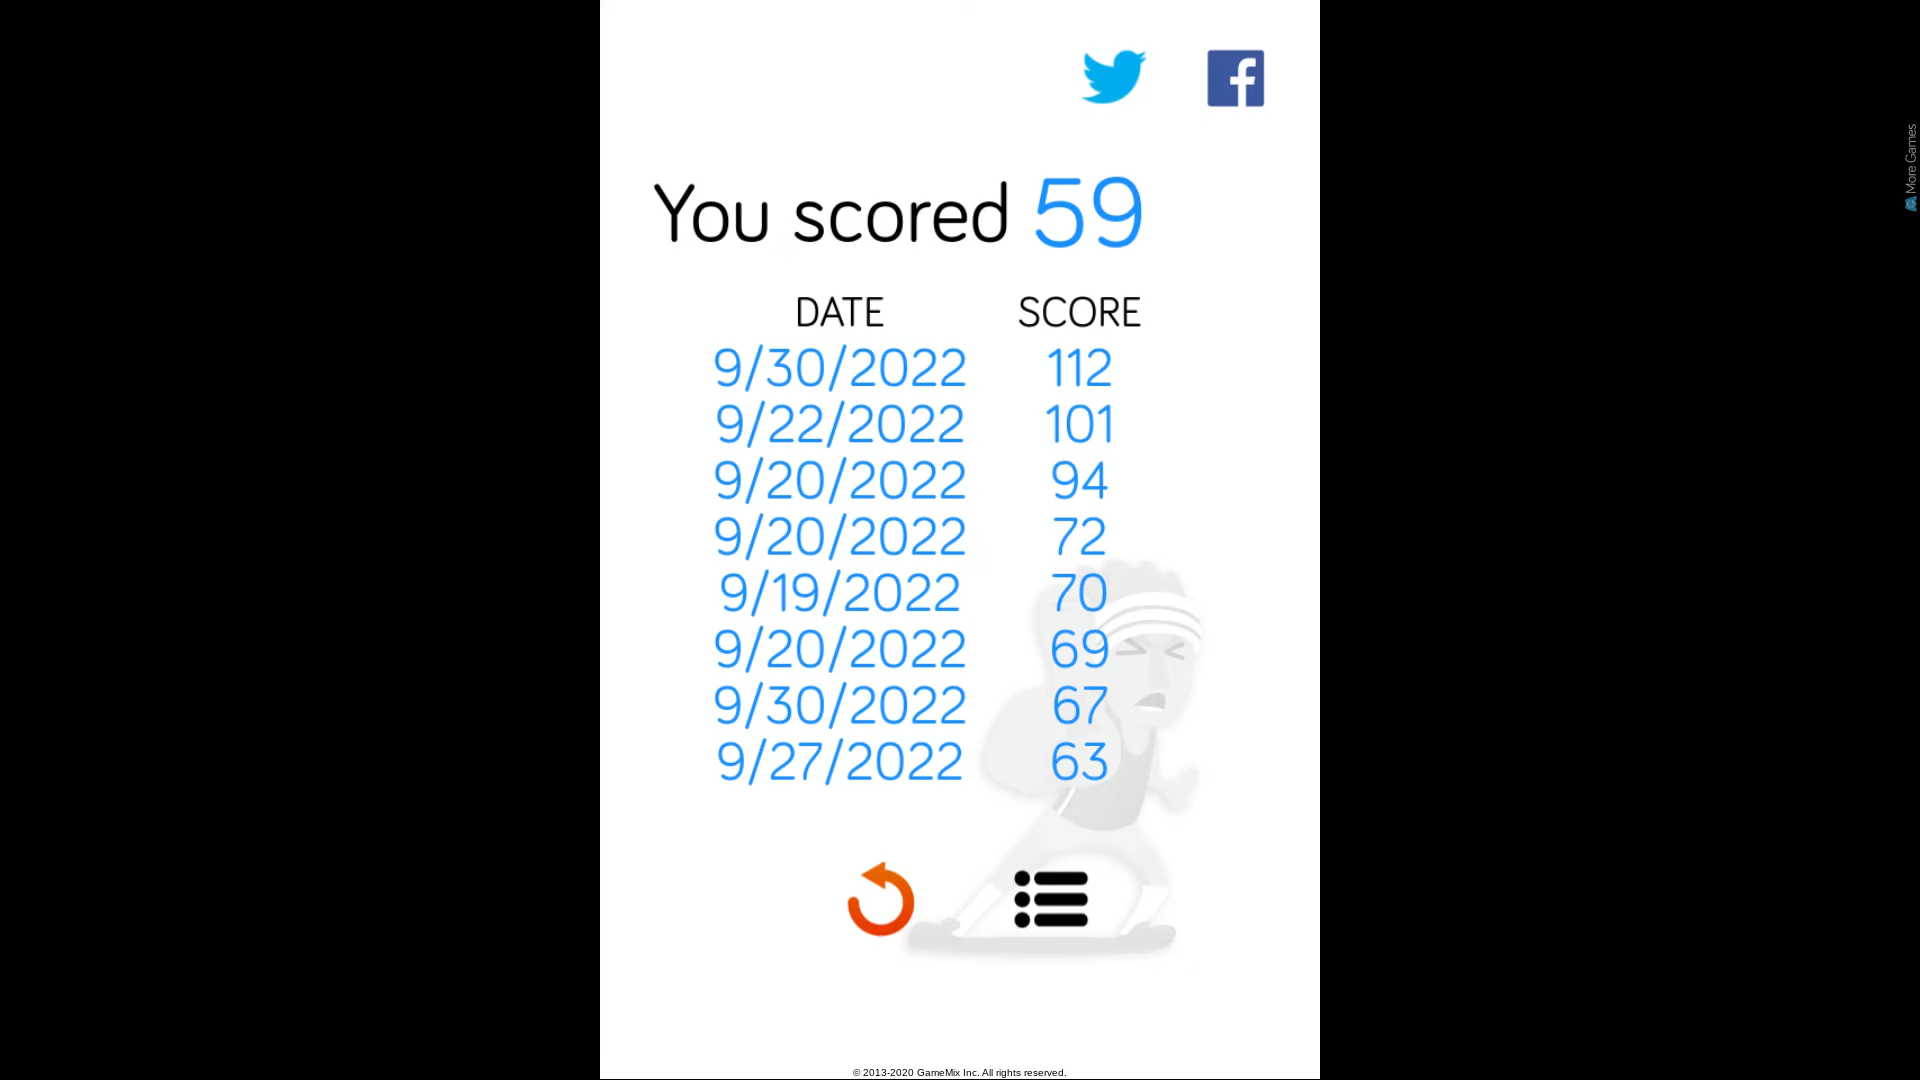 You scored 59
DATE SCORE
9/30/2022 112
9/22/2022 101
9/20/2022 94
9/20/2022 72
9/19/2022 70
9/20/2022 69
9/30/2022 67
9/27/2022 63
© 2013-2020 GameMix Inc. All rights reserved.
More Games